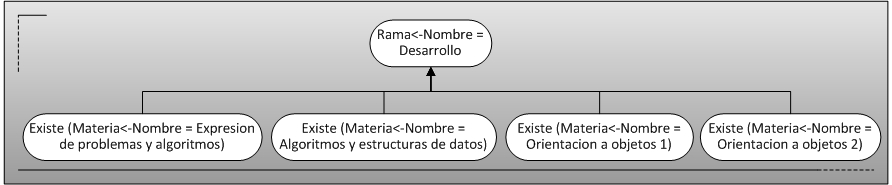 Rama<-Nombre =
Desarrollo
Existe (Materia<-Nombre = Expresion
de problemas y algoritmos)
Existe (Materia<-Nombre =
Algoritmos y estructuras de datos)
Existe (Materia<-Nombre =
Orientacion a objetos 1)
Existe (Materia<-Nombre =
Orientacion a objetos 2)